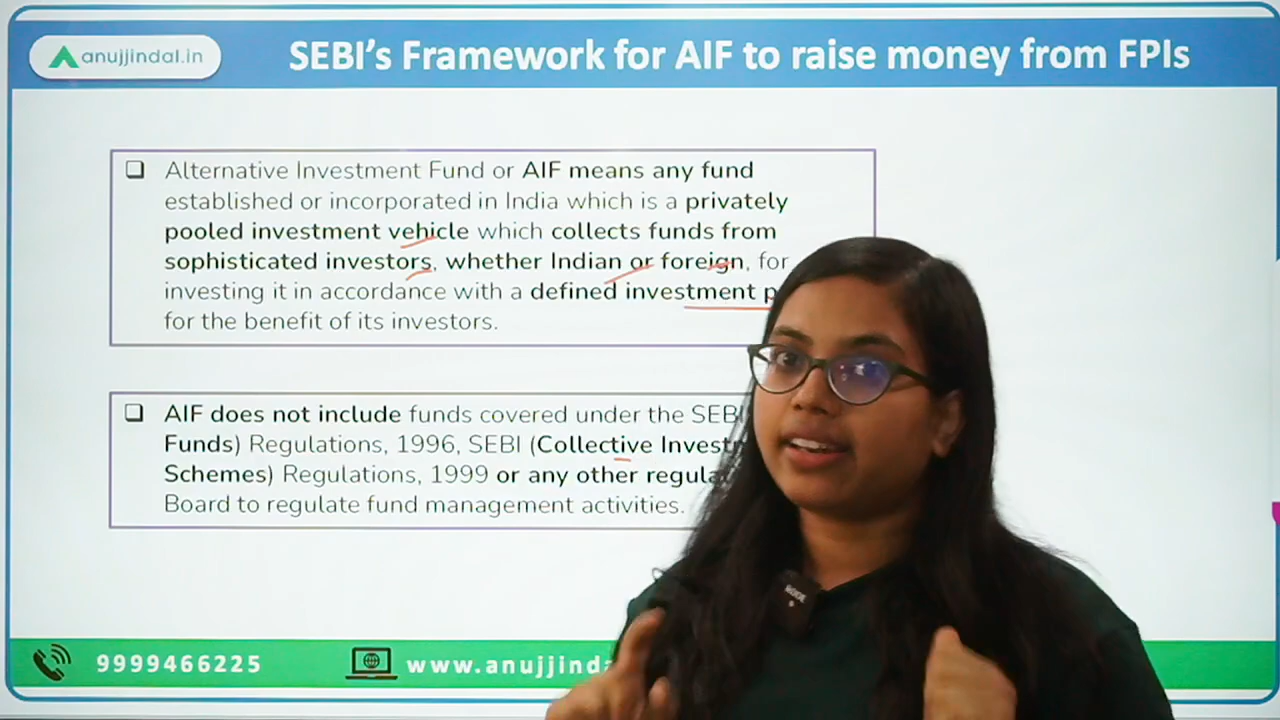 anujjindal.in
SEBI’s Framework for AIF to raise money from FPIs
Alternative Investment Fund or AIF means any fund
established or incorporated in India which is a privately
pooled investment vehicle which collects funds from
sophisticated investors, whether Indian or foreign, for
investing it in accordance with a defined investment p
for the benefit of its investors.
AIF does not include funds covered under the SEB
Funds) Regulations, 1996, SEBI (Collective Invest
Schemes) Regulations, 1999 or any other regula
Board to regulate fund management activities.
9999466225
www.anujjinda